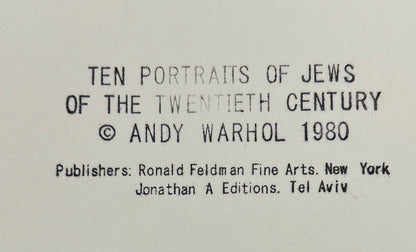 TEN PORTRAITS OF JEWS
OF THE TWENTIETH CENTURY
© ANDY WARHOL 1980
Publishers: Ronald Feldman Fine Arts. New York
Jonathan A Editions. Tel Aviv